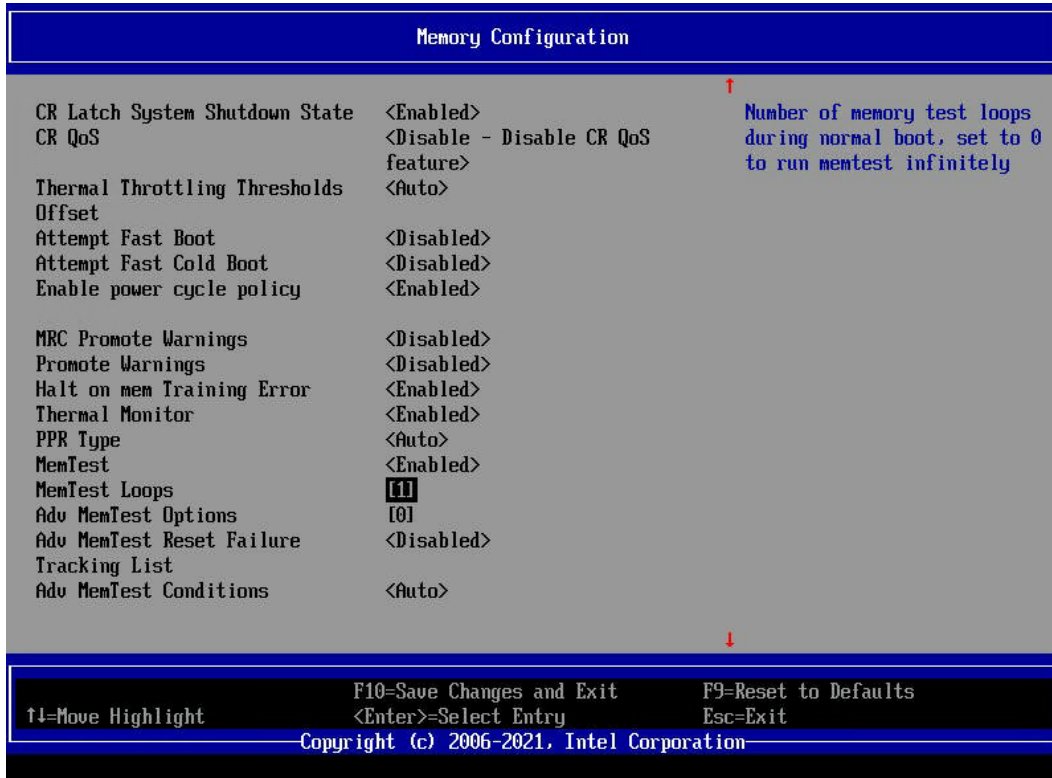 Memory Configuration
↑
CR Latch System Shutdown State <Enabled>
CR QoS <Disable - Disable CR QoS
feature>
Thermal Throttling Thresholds <Auto>
Offset
Attempt Fast Boot <Disabled>
Attempt Fast Cold Boot <Disabled>
Enable power cycle policy <Enabled>
MRC Promote Warnings <Disabled>
Promote Warnings <Disabled>
Halt on mem Training Error <Enabled>
Thermal Monitor <Enabled>
PPR Type <Auto>
MemTest <Enabled>
MemTest Loops [1]
Adv MemTest Options [0]
Adv MemTest Reset Failure <Disabled>
Tracking List
Adv MemTest Conditions <Auto>
Number of memory test loops
during normal boot, set to 0
to run memtest infinitely
↓
F10=Save Changes and Exit F9=Reset to Defaults
↑↓=Move Highlight <Enter>=Select Entry Esc=Exit
Copyright (c) 2006-2021, Intel Corporation